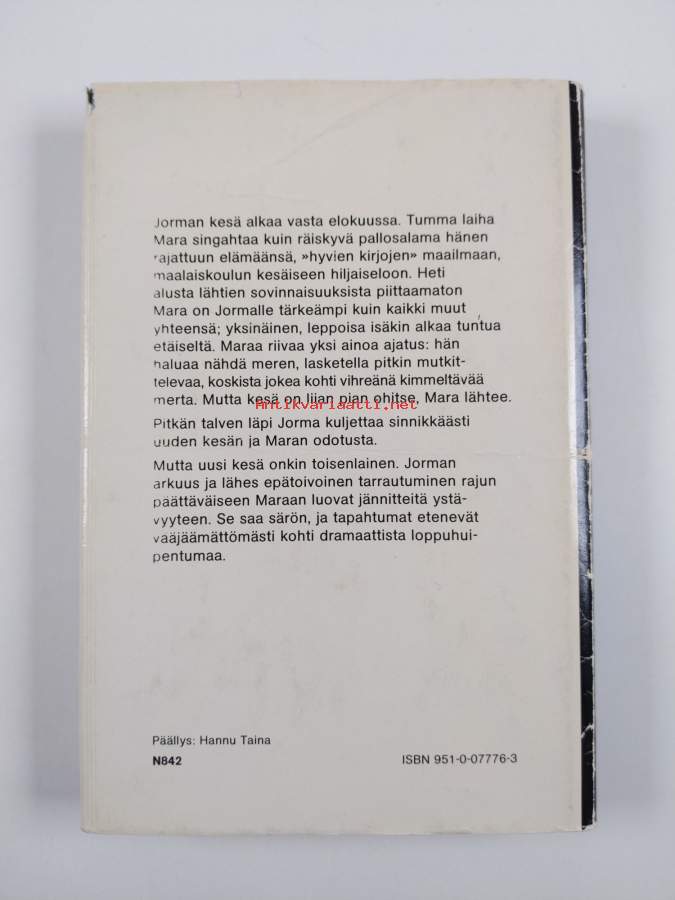 Jorman kesä alkaa vasta elokuussa. Tumma laiha
Mara singahtaa kuin räiskyvä pallosalama hänen
rajattuun elämäänsä, »hyvien kirjojen» maailmaan,
maalaiskoulun kesäiseen hiljaiseloon. Heti
alusta lähtien sovinnaisuuksista piittaamaton
Mara on Jormalle tärkeämpi kuin kaikki muut
yhteensä; yksinäinen, leppoisa isäkin alkaa tuntua
etäiseltä. Maraa riivaa yksi ainoa ajatus: hän
haluaa nähdä meren, lasketella pitkin mutkit-
televaa, koskista jokea kohti vihreänä kimmeltävää
merta. Mutta kesä on liian pian ohitse, Mara lähtee.
Antikvariaatti.net
Pitkän talven läpi Jorma kuljettaa sinnikkäästi
uuden kesän ja Maran odotusta.
Mutta uusi kesä onkin toisenlainen. Jorman
arkuus ja lähes epätoivoinen tarrautuminen rajun
päättäväiseen Maraan luovat jännitteitä ystä-
vyyteen. Se saa särön, ja tapahtumat etenevät
vääjäämättömästi kohti dramaattista loppuhui-
pentumaa.
Päällys: Hannu Taina
N842
ISBN 951-0-07776-3